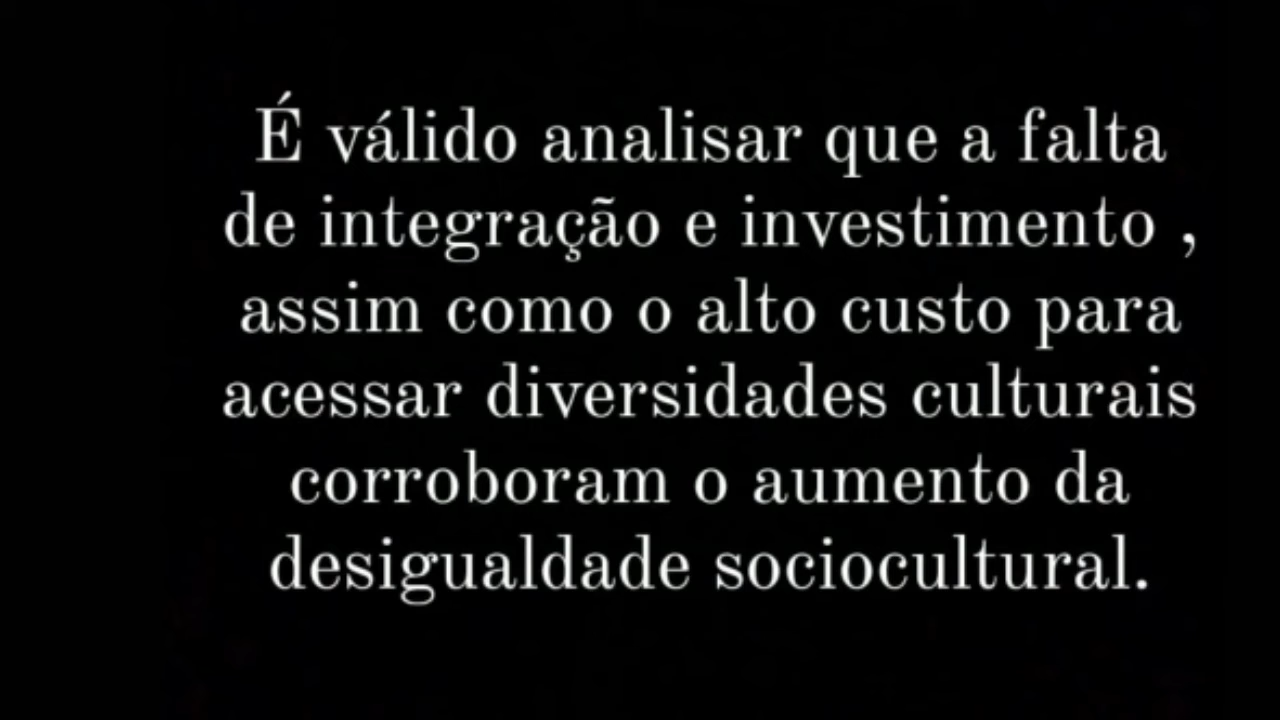 É válido analisar que a falta
de integração e investimento ,
assim como o alto custo para
acessar diversidades culturais
corroboram o aumento da
desigualdade sociocultural.